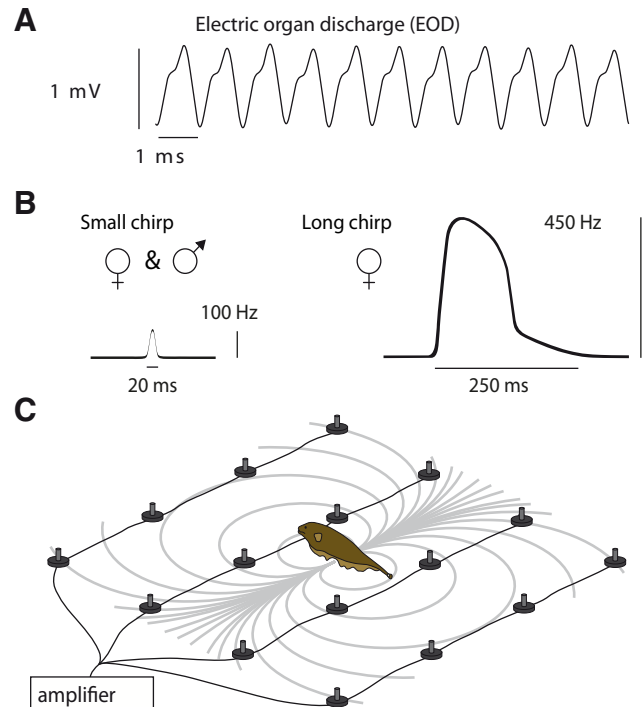 A
Electric organ discharge (EOD)
1 mV
1 ms
B
Small chirp
♀ & ♂
100 Hz
20 ms
Long chirp
♀
450 Hz
250 ms
C
amplifier